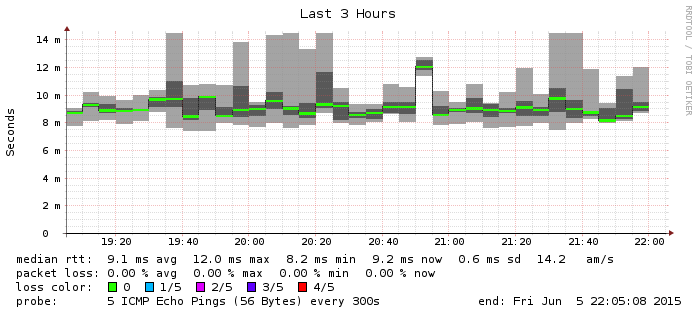 Last 3 Hours
RRDTOOL / TOBI OETIKER
Seconds
14 m
12 m
10 m
8 m
6 m
4 m
2 m
0
19:20 19:40 20:00 20:20 20:40 21:00 21:20 21:40 22:00
median rtt: 9.1 ms avg 12.0 ms max 8.2 ms min 9.2 ms now 0.6 ms sd 14.2 am/s
packet loss: 0.00 % avg 0.00 % max 0.00 % min 0.00 % now
loss color: 0 1/5 2/5 3/5 4/5
probe: 5 ICMP Echo Pings (56 Bytes) every 300s end: Fri Jun 5 22:05:08 2015